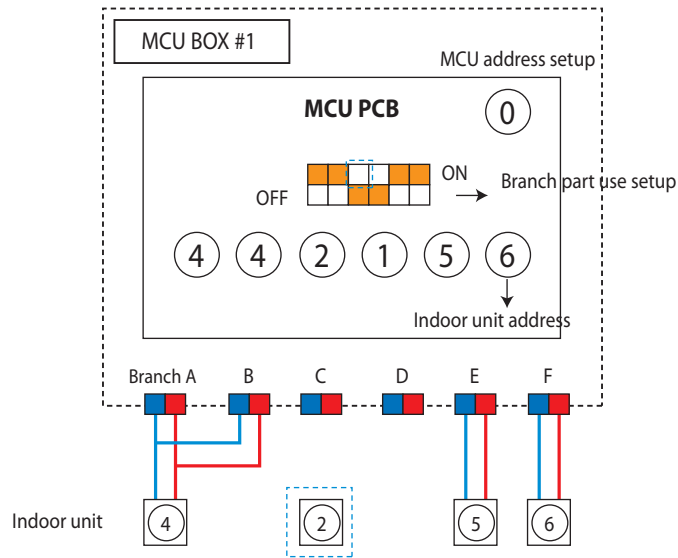 MCU BOX #1
MCU address setup
MCU PCB
0
ON
OFF
Branch part use setup
4 4 2 1 5 6
Indoor unit address
Branch A B C D E F
Indoor unit 4 2 5 6